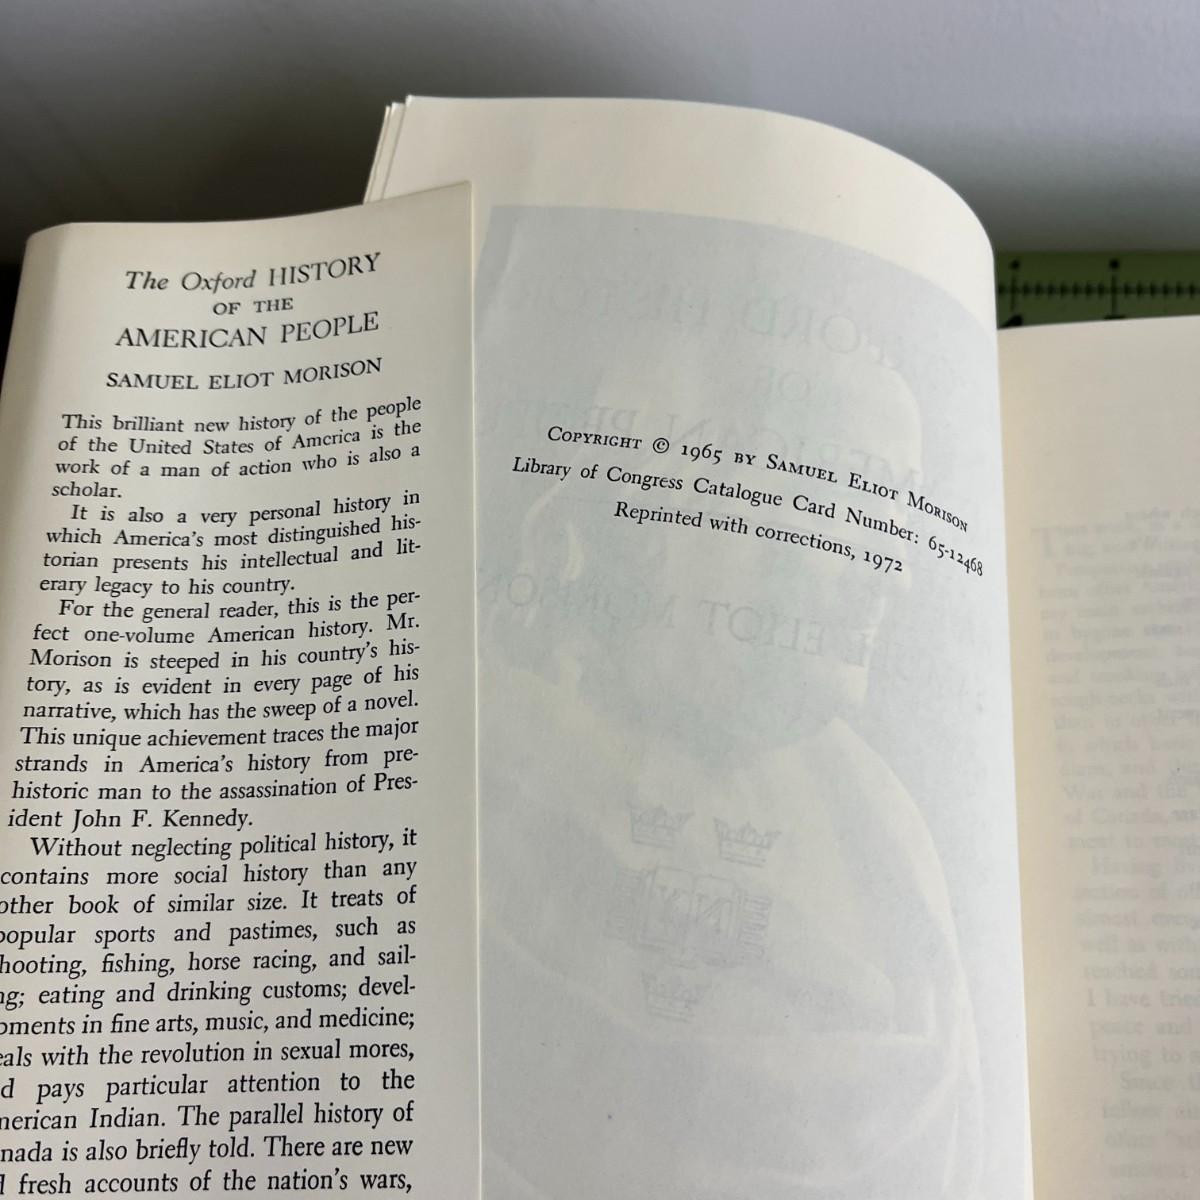 The Oxford HISTORY
OF THE
AMERICAN PEOPLE
SAMUEL ELIOT MORISON
This brilliant new history of the people
of the United States of America is the
work of a man of action who is also a
scholar.
It is also a very personal history in
which America's most distinguished his-
torian presents his intellectual and lit-
erary legacy to his country.
For the general reader, this is the per-
fect one-volume American history. Mr.
Morison is steeped in his country's his-
tory, as is evident in every page of his
narrative, which has the sweep of a novel.
This unique achievement traces the major
strands in America's history from pre-
historic man to the assassination of Pres-
ident John F. Kennedy.
Without neglecting political history, it
contains more social history than any
other book of similar size. It treats of
popular sports and pastimes, such as
hooting, fishing, horse racing, and sail-
ng; eating and drinking customs; devel-
pments in fine arts, music, and medicine;
eals with the revolution in sexual mores,
d pays particular attention to the
merican Indian. The parallel history of
nada is also briefly told. There are new
d fresh accounts of the nation's wars,
COPYRIGHT © 1965 BY SAMUEL ELIOT MORISON
Library of Congress Catalogue Card Number: 65-12468
Reprinted with corrections, 1972